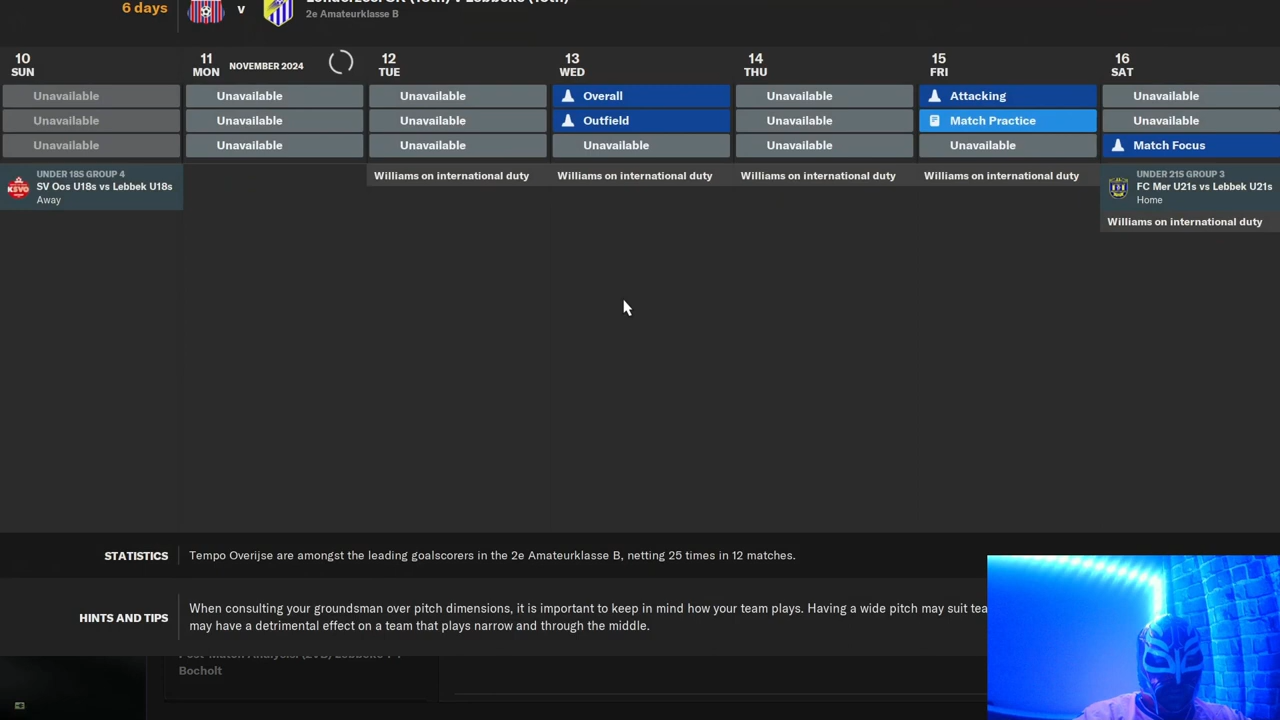 6 days
v
2e Amateurklasse B
10
SUN
11
MON
NOVEMBER 2024
12
TUE
13
WED
14
THU
15
FRI
16
SAT
Unavailable
Unavailable
Unavailable
Overall
Unavailable
Attacking
Unavailable
Unavailable
Unavailable
Unavailable
Outfield
Unavailable
Match Practice
Unavailable
Unavailable
Unavailable
Unavailable
Unavailable
Unavailable
Unavailable
Match Focus
UNDER 18S GROUP 4
SV Oos U18s vs Lebbek U18s
Away
Williams on international duty
Williams on international duty
Williams on international duty
Williams on international duty
UNDER 21S GROUP 3
FC Mer U21s vs Lebbek U21s
Home
Williams on international duty
STATISTICS
Tempo Overijse are amongst the leading goalscorers in the 2e Amateurklasse B, netting 25 times in 12 matches.
HINTS AND TIPS
When consulting your groundsman over pitch dimensions, it is important to keep in mind how your team plays. Having a wide pitch may suit
may have a detrimental effect on a team that plays narrow and through the middle.
Bocholt